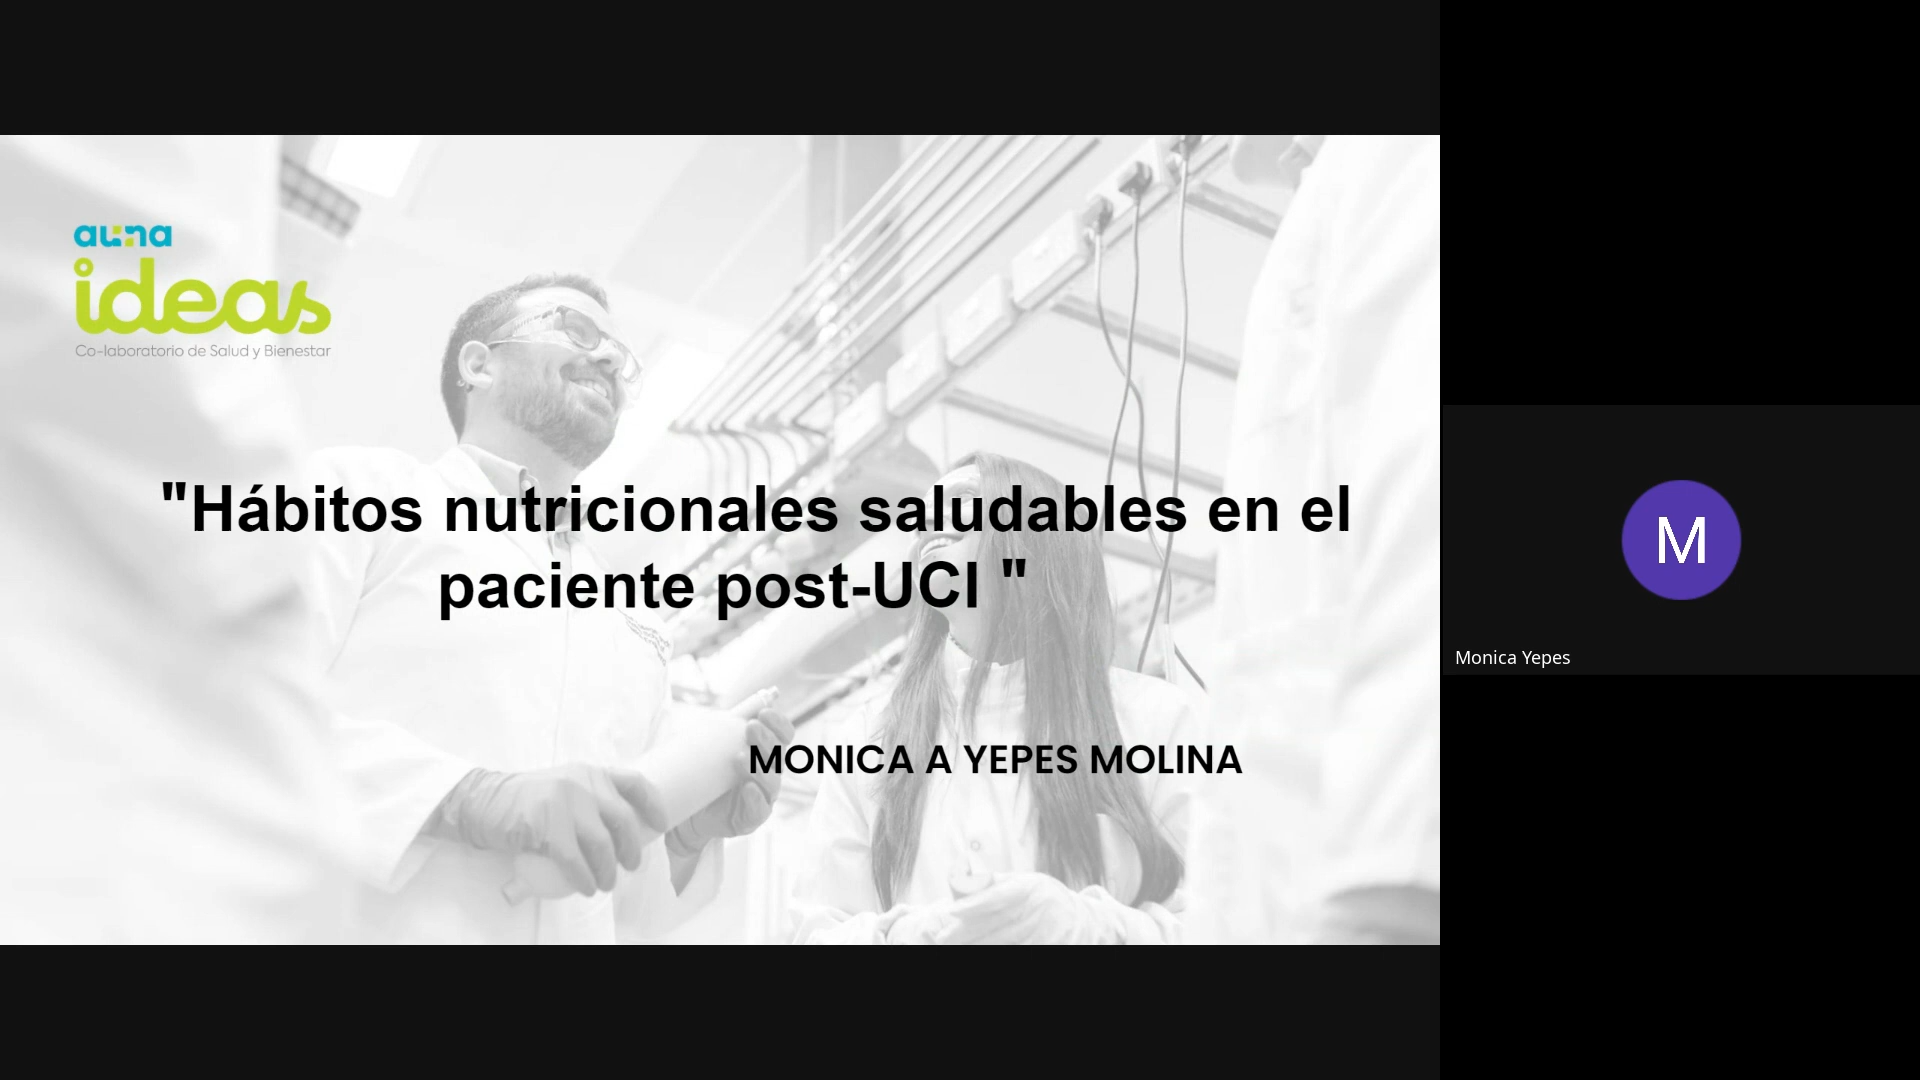 auna
ideas
Co-laboratorio de Salud y Bienestar
"Hábitos nutricionales saludables en el
paciente post-UCI "
MONICA A YEPES MOLINA
M
Monica Yepes